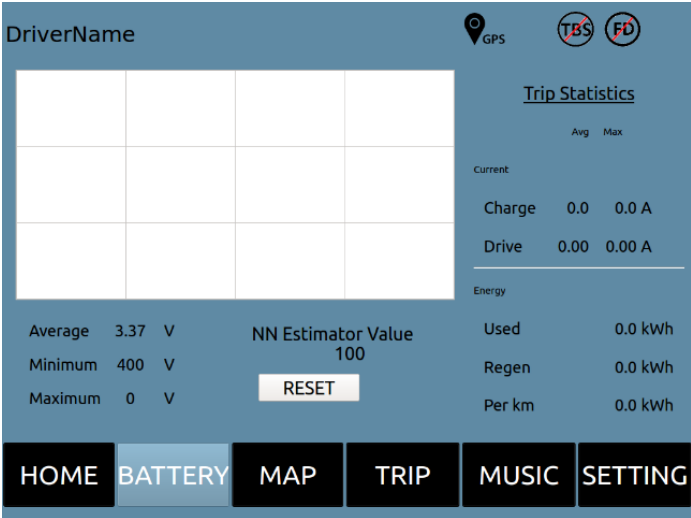 DriverName
GPS
TBS
FD
Trip Statistics
Avg Max
Current
Charge 0.0 0.0 A
Drive 0.00 0.00 A
Energy
Used 0.0 kWh
Regen 0.0 kWh
Per km 0.0 kWh
Average 3.37 V
Minimum 400 V
Maximum 0 V
NN Estimator Value
100
RESET
HOME BATTERY MAP TRIP MUSIC SETTING